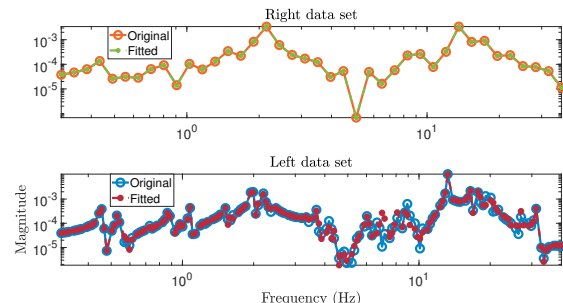 Right data set
Original
Fitted
10^-3
10^-4
10^-5
10^0
10^1
Left data set
Original
Fitted
10^-3
10^-4
10^-5
Magnitude
10^0
10^1
Frequency (Hz)